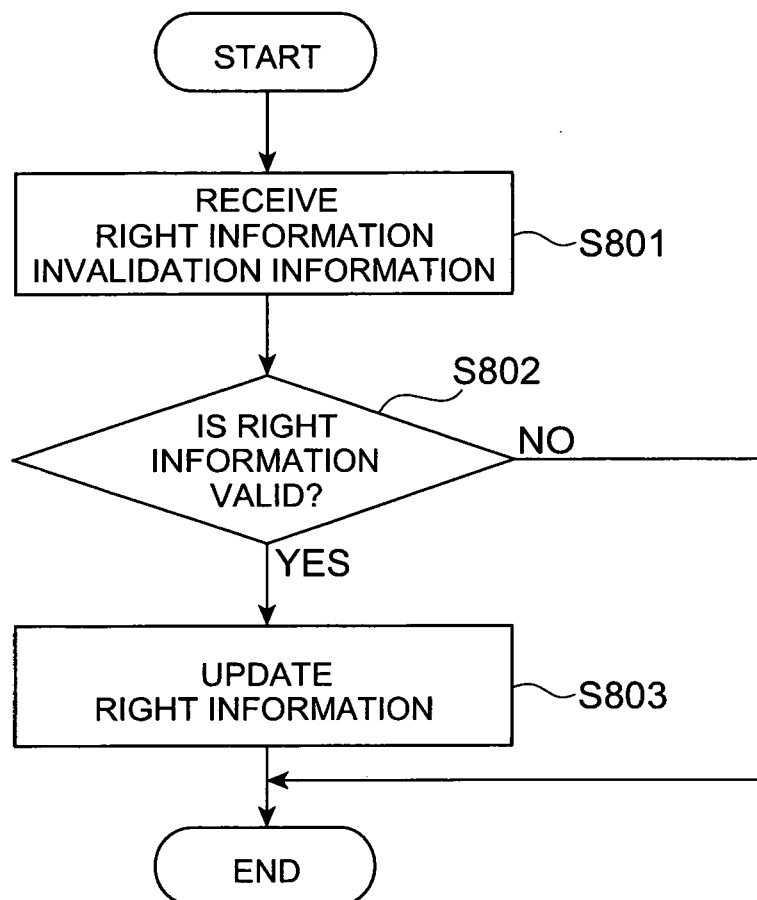 START
RECEIVE
RIGHT INFORMATION
INVALIDATION INFORMATION
S801
S802
IS RIGHT
INFORMATION
VALID?
NO
YES
UPDATE
RIGHT INFORMATION
S803
END